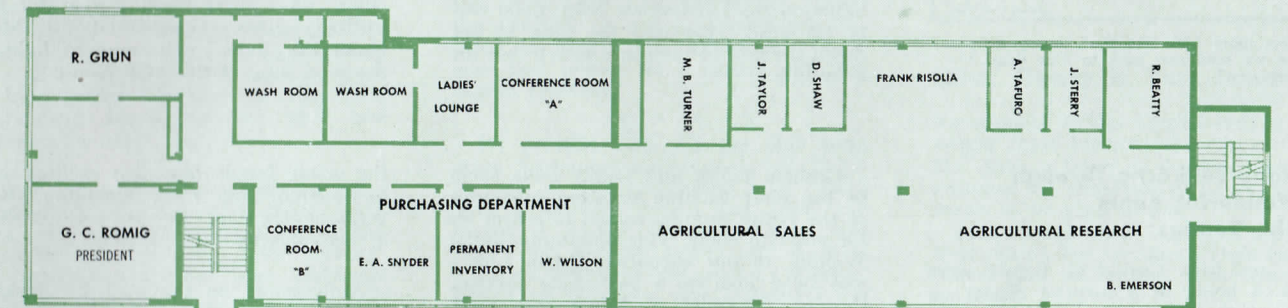 R. GRUN
WASH ROOM
WASH ROOM
LADIES'
LOUNGE
CONFERENCE ROOM
"A"
M. B. TURNER
J. TAYLOR
D. SHAW
FRANK RISOLIA
A. TAFURO
J. STERRY
R. BEATTY
G. C. ROMIG
PRESIDENT
PURCHASING DEPARTMENT
CONFERENCE
ROOM
"B"
E. A. SNYDER
PERMANENT
INVENTORY
W. WILSON
AGRICULTURAL SALES
AGRICULTURAL RESEARCH
B. EMERSON